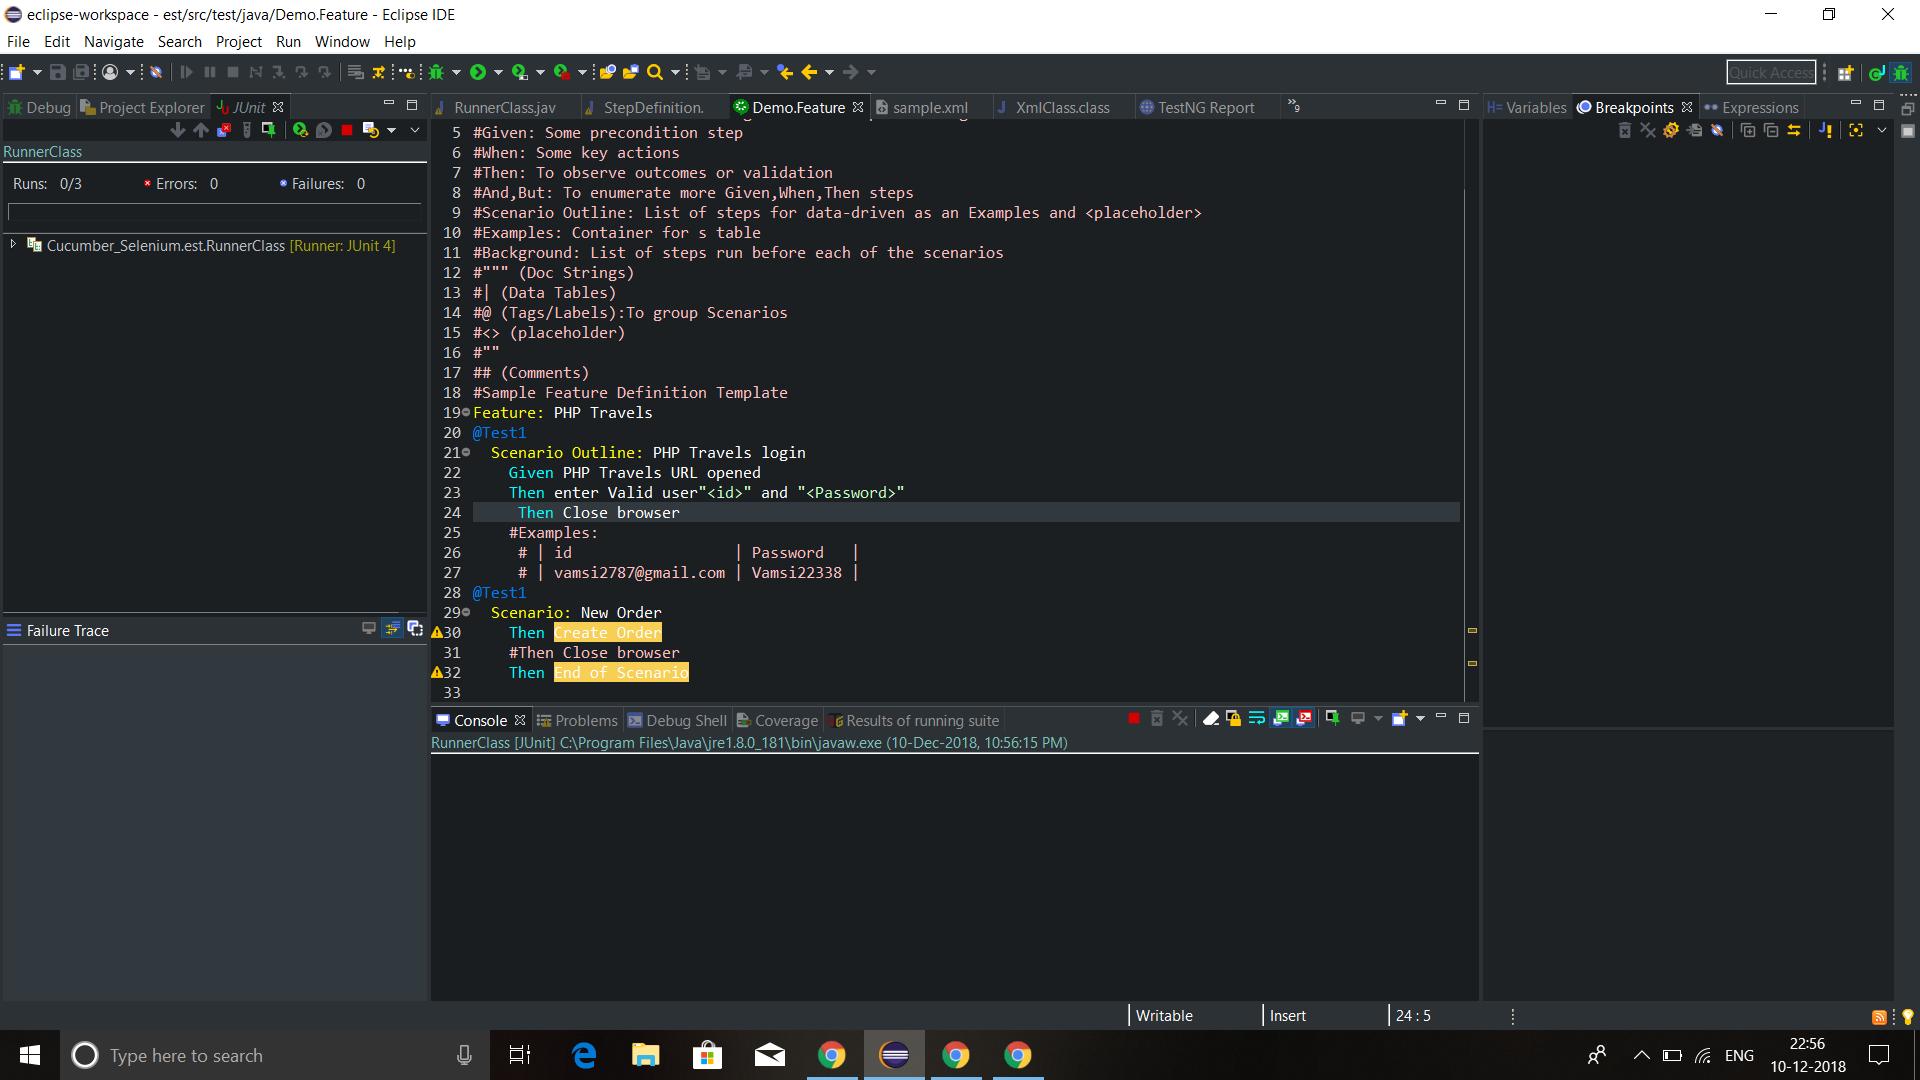 eclipse-workspace - est/src/test/java/Demo.Feature - Eclipse IDE
File Edit Navigate Search Project Run Window Help
Quick Access
Debug Project Explorer JUnit
RunnerClass.jav StepDefinition. Demo.Feature sample.xml XmlClass.class TestNG Report »9
Variables Breakpoints Expressions
RunnerClass
Runs: 0/3 Errors: 0 Failures: 0
Cucumber_Selenium.est.RunnerClass [Runner: JUnit 4]
Failure Trace
5 #Given: Some precondition step
6 #When: Some key actions
7 #Then: To observe outcomes or validation
8 #And,But: To enumerate more Given,When,Then steps
9 #Scenario Outline: List of steps for data-driven as an Examples and <placeholder>
10 #Examples: Container for s table
11 #Background: List of steps run before each of the scenarios
12 #""" (Doc Strings)
13 #| (Data Tables)
14 #@ (Tags/Labels):To group Scenarios
15 #<> (placeholder)
16 #""
17 ## (Comments)
18 #Sample Feature Definition Template
19 Feature: PHP Travels
20 @Test1
21 Scenario Outline: PHP Travels login
22 Given PHP Travels URL opened
23 Then enter Valid user"<id>" and "<Password>"
24 Then Close browser
25 #Examples:
26 # | id | Password |
27 # | vamsi2787@gmail.com | Vamsi22338 |
28 @Test1
29 Scenario: New Order
30 Then Create Order
31 #Then Close browser
32 Then End of Scenario
33
Console Problems Debug Shell Coverage Results of running suite
RunnerClass [JUnit] C:\Program Files\Java\jre1.8.0_181\bin\javaw.exe (10-Dec-2018, 10:56:15 PM)
Writable Insert 24 : 5
Type here to search
ENG
22:56
10-12-2018